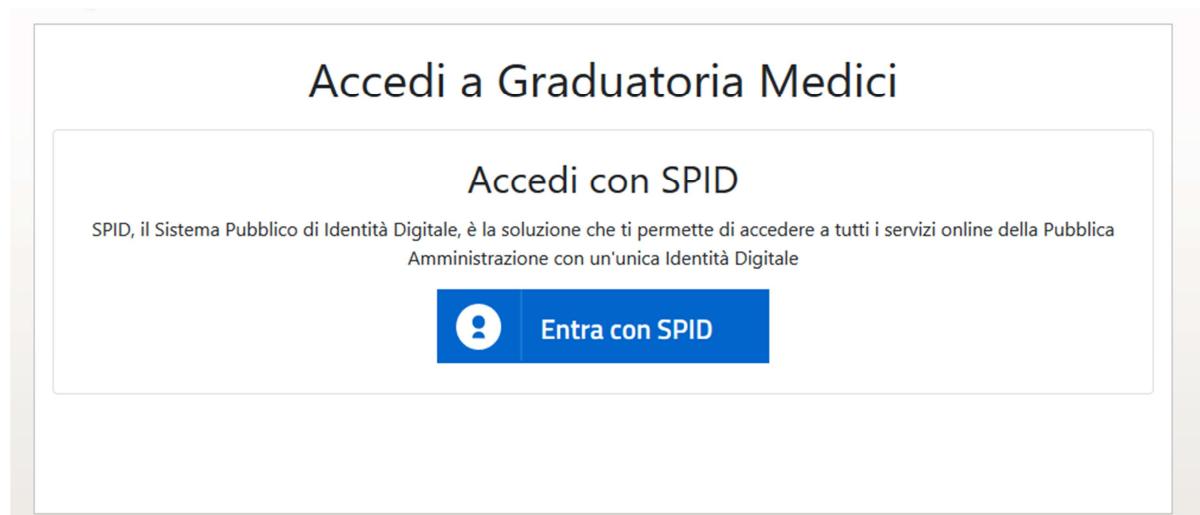 Accedi a Graduatoria Medici
Accedi con SPID
SPID, il Sistema Pubblico di Identità Digitale, è la soluzione che ti permette di accedere a tutti i servizi online della Pubblica
Amministrazione con un'unica Identità Digitale
Entra con SPID